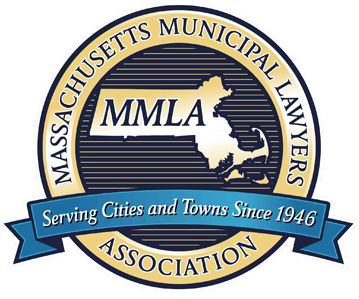 MASSACHUSETTS MUNICIPAL LAWYERS
MMLA
Serving Cities and Towns Since 1946
ASSOCIATION